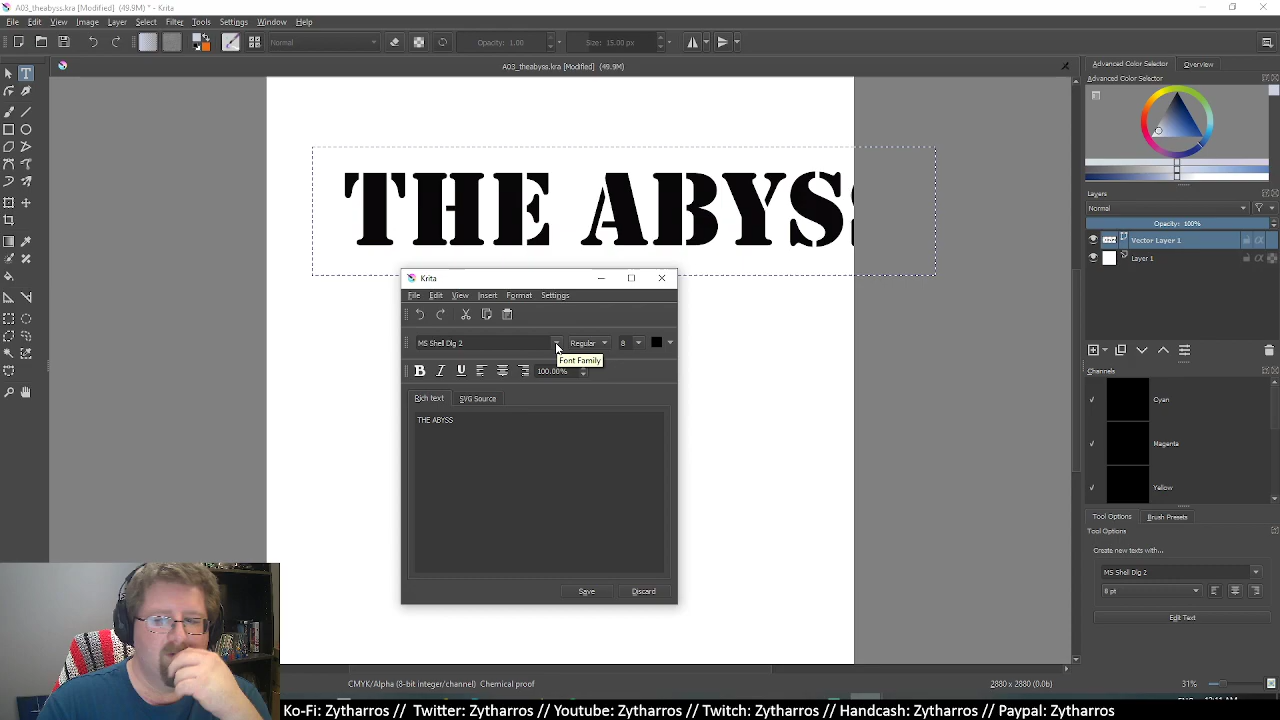 A03_theabyss.kra [Modified] (49.9M) * - Krita
File Edit View Image Layer Select Filter Tools Settings Window Help
Normal Opacity: 1.00 Size: 15.00 px
A03_theabyss.kra [Modified] (49.9M)
Advanced Color Selector Overview
Advanced Color Selector
THE ABYSS
Layers
Normal
Opacity: 100%
Vector Layer 1
Layer 1
Krita
File Edit View Insert Format Settings
MS Shell Dlg 2 Regular 8
Font Family
100.00%
Rich text SVG Source
THE ABYSS
Save Discard
Channels
Cyan
Magenta
Yellow
Tool Options Brush Presets
Tool Options
Create new texts with...
MS Shell Dlg 2
8 pt
Edit Text
CMYK/Alpha (8-bit integer/channel) Chemical proof
2880 x 2880 (0.0b)
31%
Ko-Fi: Zytharros // Twitter: Zytharros // Youtube: Zytharros // Twitch: Zytharros // Handcash: Zytharros // Paypal: Zytharros